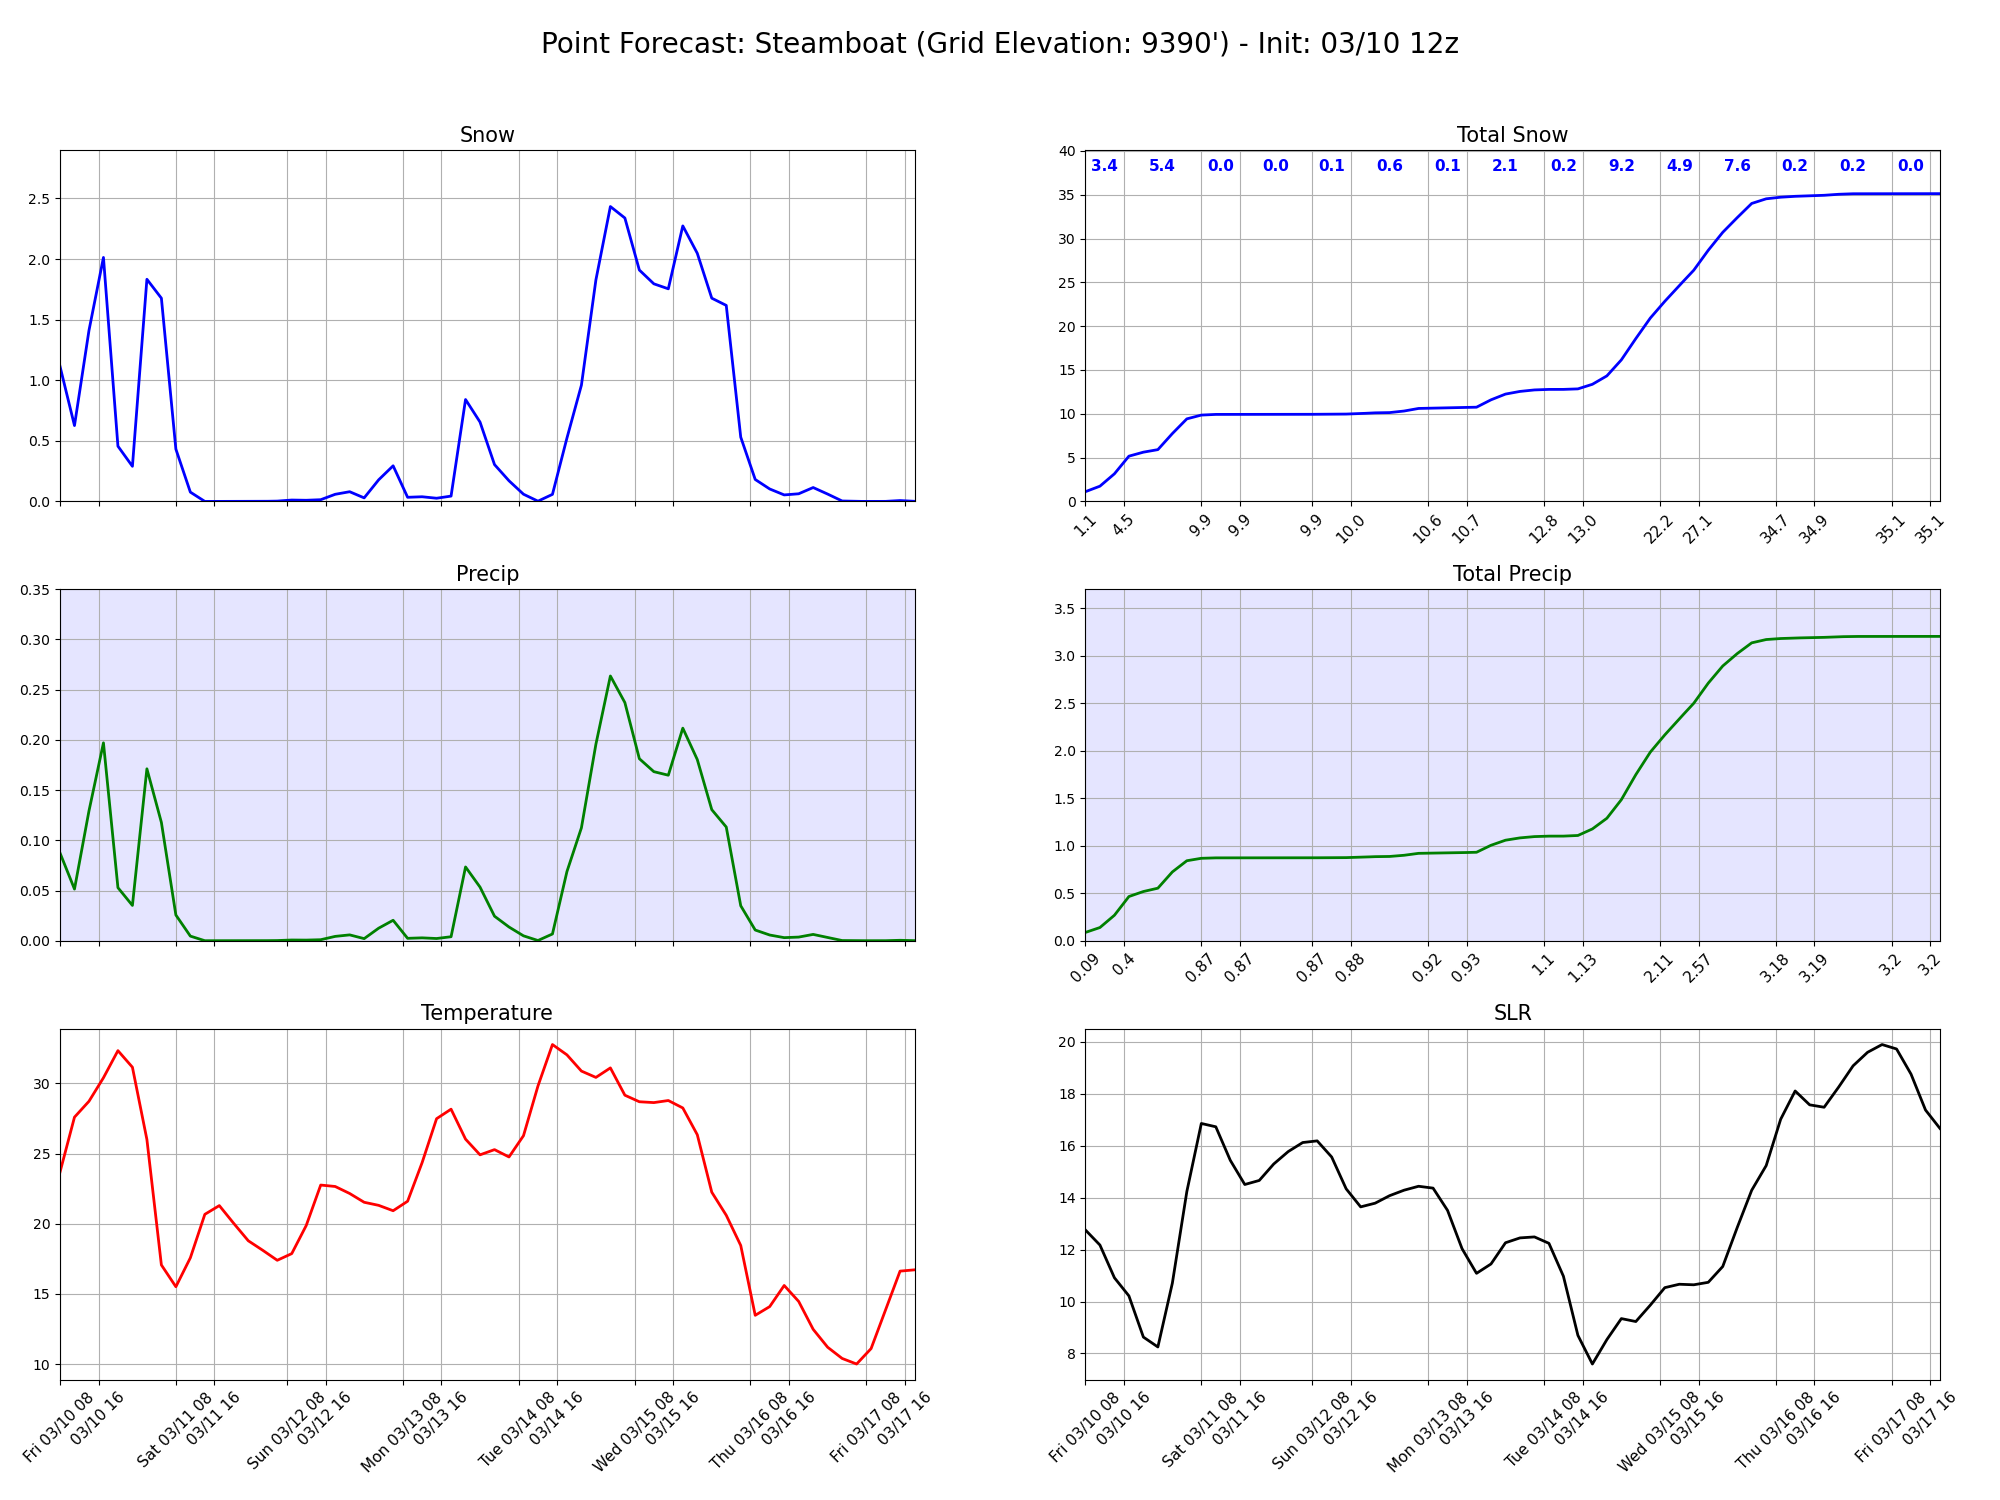 Point Forecast: Steamboat (Grid Elevation: 9390') - Init: 03/10 12z
Snow
2.5
2.0
1.5
1.0
0.5
0.0
Total Snow
40
35
30
25
20
15
10
5
0
3.4 5.4 0.0 0.0 0.1 0.6 0.1 2.1 0.2 9.2 4.9 7.6 0.2 0.2 0.0
1.1 4.5 9.9 9.9 9.9 10.0 10.6 10.7 12.8 13.0 22.2 27.1 34.7 34.9 35.1 35.1
Precip
0.35
0.30
0.25
0.20
0.15
0.10
0.05
0.00
Total Precip
3.5
3.0
2.5
2.0
1.5
1.0
0.5
0.0
0.09 0.4 0.87 0.87 0.87 0.88 0.92 0.93 1.1 1.13 2.11 2.57 3.18 3.19 3.2 3.2
Temperature
30
25
20
15
10
Fri 03/10 08
03/10 16
Sat 03/11 08
03/11 16
Sun 03/12 08
03/12 16
Mon 03/13 08
03/13 16
Tue 03/14 08
03/14 16
Wed 03/15 08
03/15 16
Thu 03/16 08
03/16 16
Fri 03/17 08
03/17 16
SLR
20
18
16
14
12
10
8
Fri 03/10 08
03/10 16
Sat 03/11 08
03/11 16
Sun 03/12 08
03/12 16
Mon 03/13 08
03/13 16
Tue 03/14 08
03/14 16
Wed 03/15 08
03/15 16
Thu 03/16 08
03/16 16
Fri 03/17 08
03/17 16